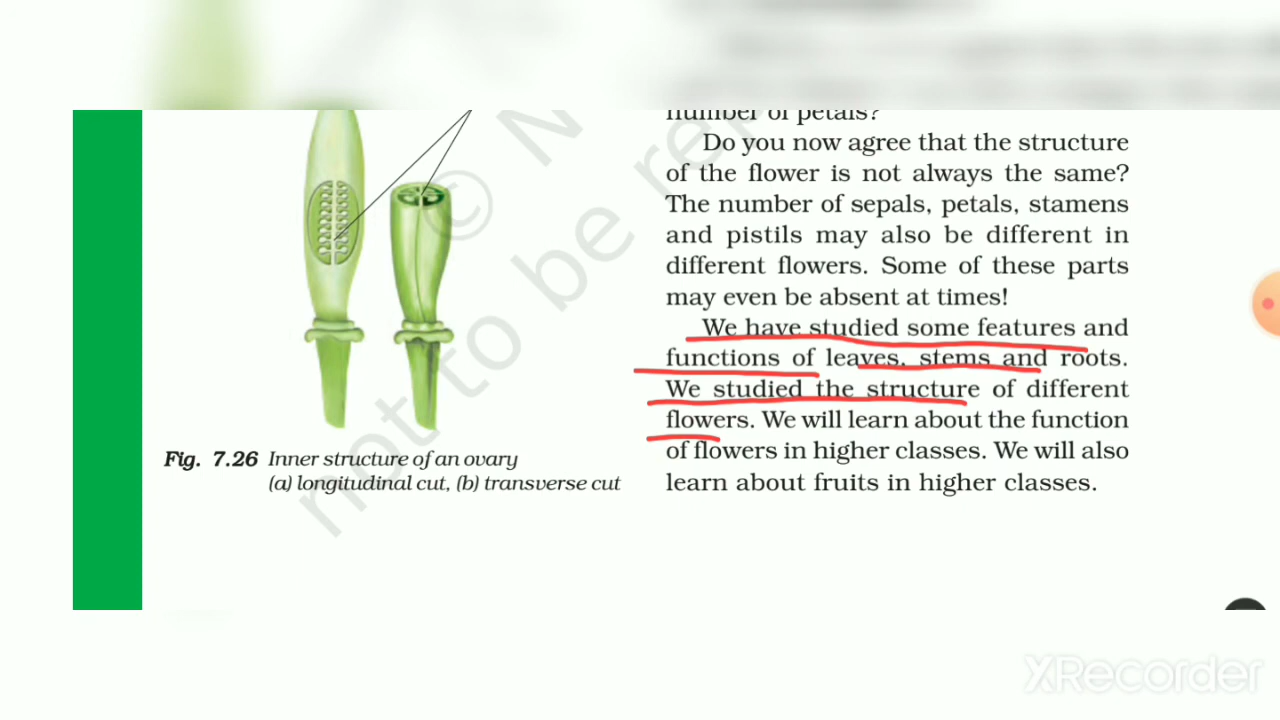 number of petals?
Do you now agree that the structure
of the flower is not always the same?
The number of sepals, petals, stamens
and pistils may also be different in
different flowers. Some of these parts
may even be absent at times!
We have studied some features and
functions of leaves, stems and roots.
We studied the structure of different
flowers. We will learn about the function
of flowers in higher classes. We will also
learn about fruits in higher classes.
Fig. 7.26 Inner structure of an ovary
(a) longitudinal cut, (b) transverse cut
© N
not to be rep
XRecorder